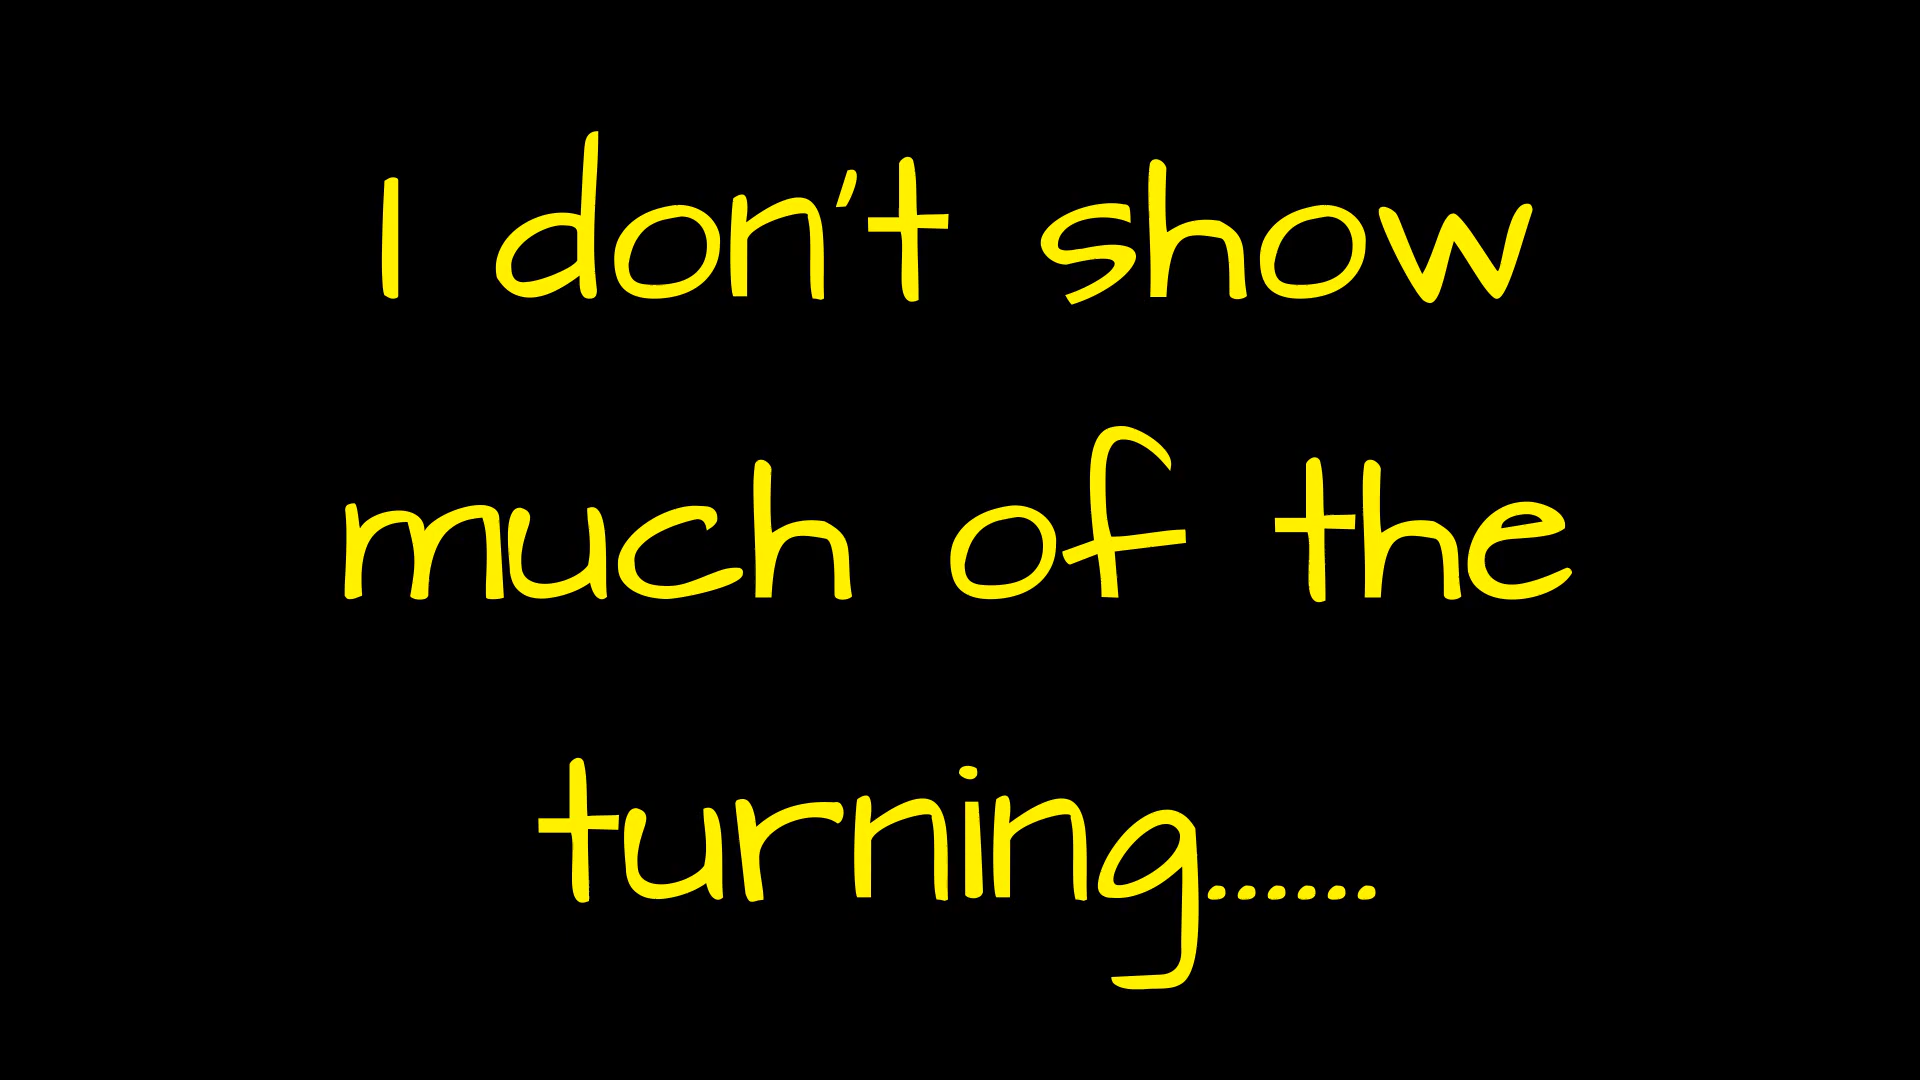 I don't show
much of the
turning......